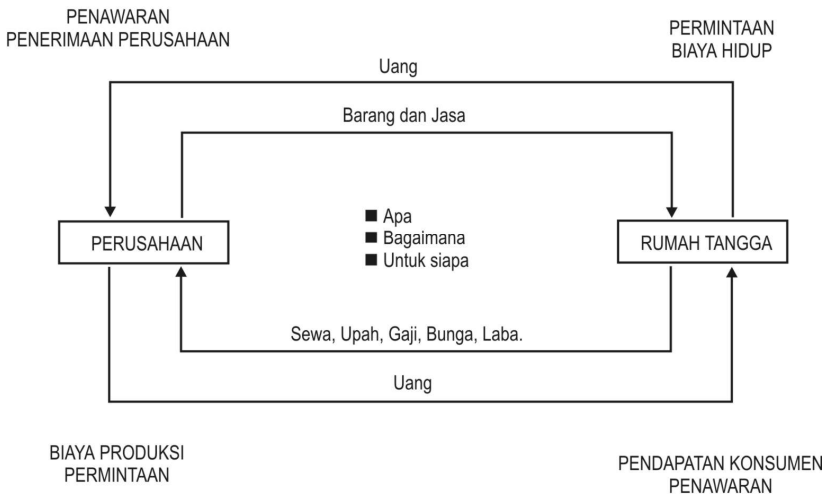 PENAWARAN
PENERIMAAN PERUSAHAAN
PERMINTAAN
BIAYA HIDUP
Uang
Barang dan Jasa
Apa
Bagaimana
Untuk siapa
PERUSAHAAN
RUMAH TANGGA
Sewa, Upah, Gaji, Bunga, Laba.
Uang
BIAYA PRODUKSI
PERMINTAAN
PENDAPATAN KONSUMEN
PENAWARAN